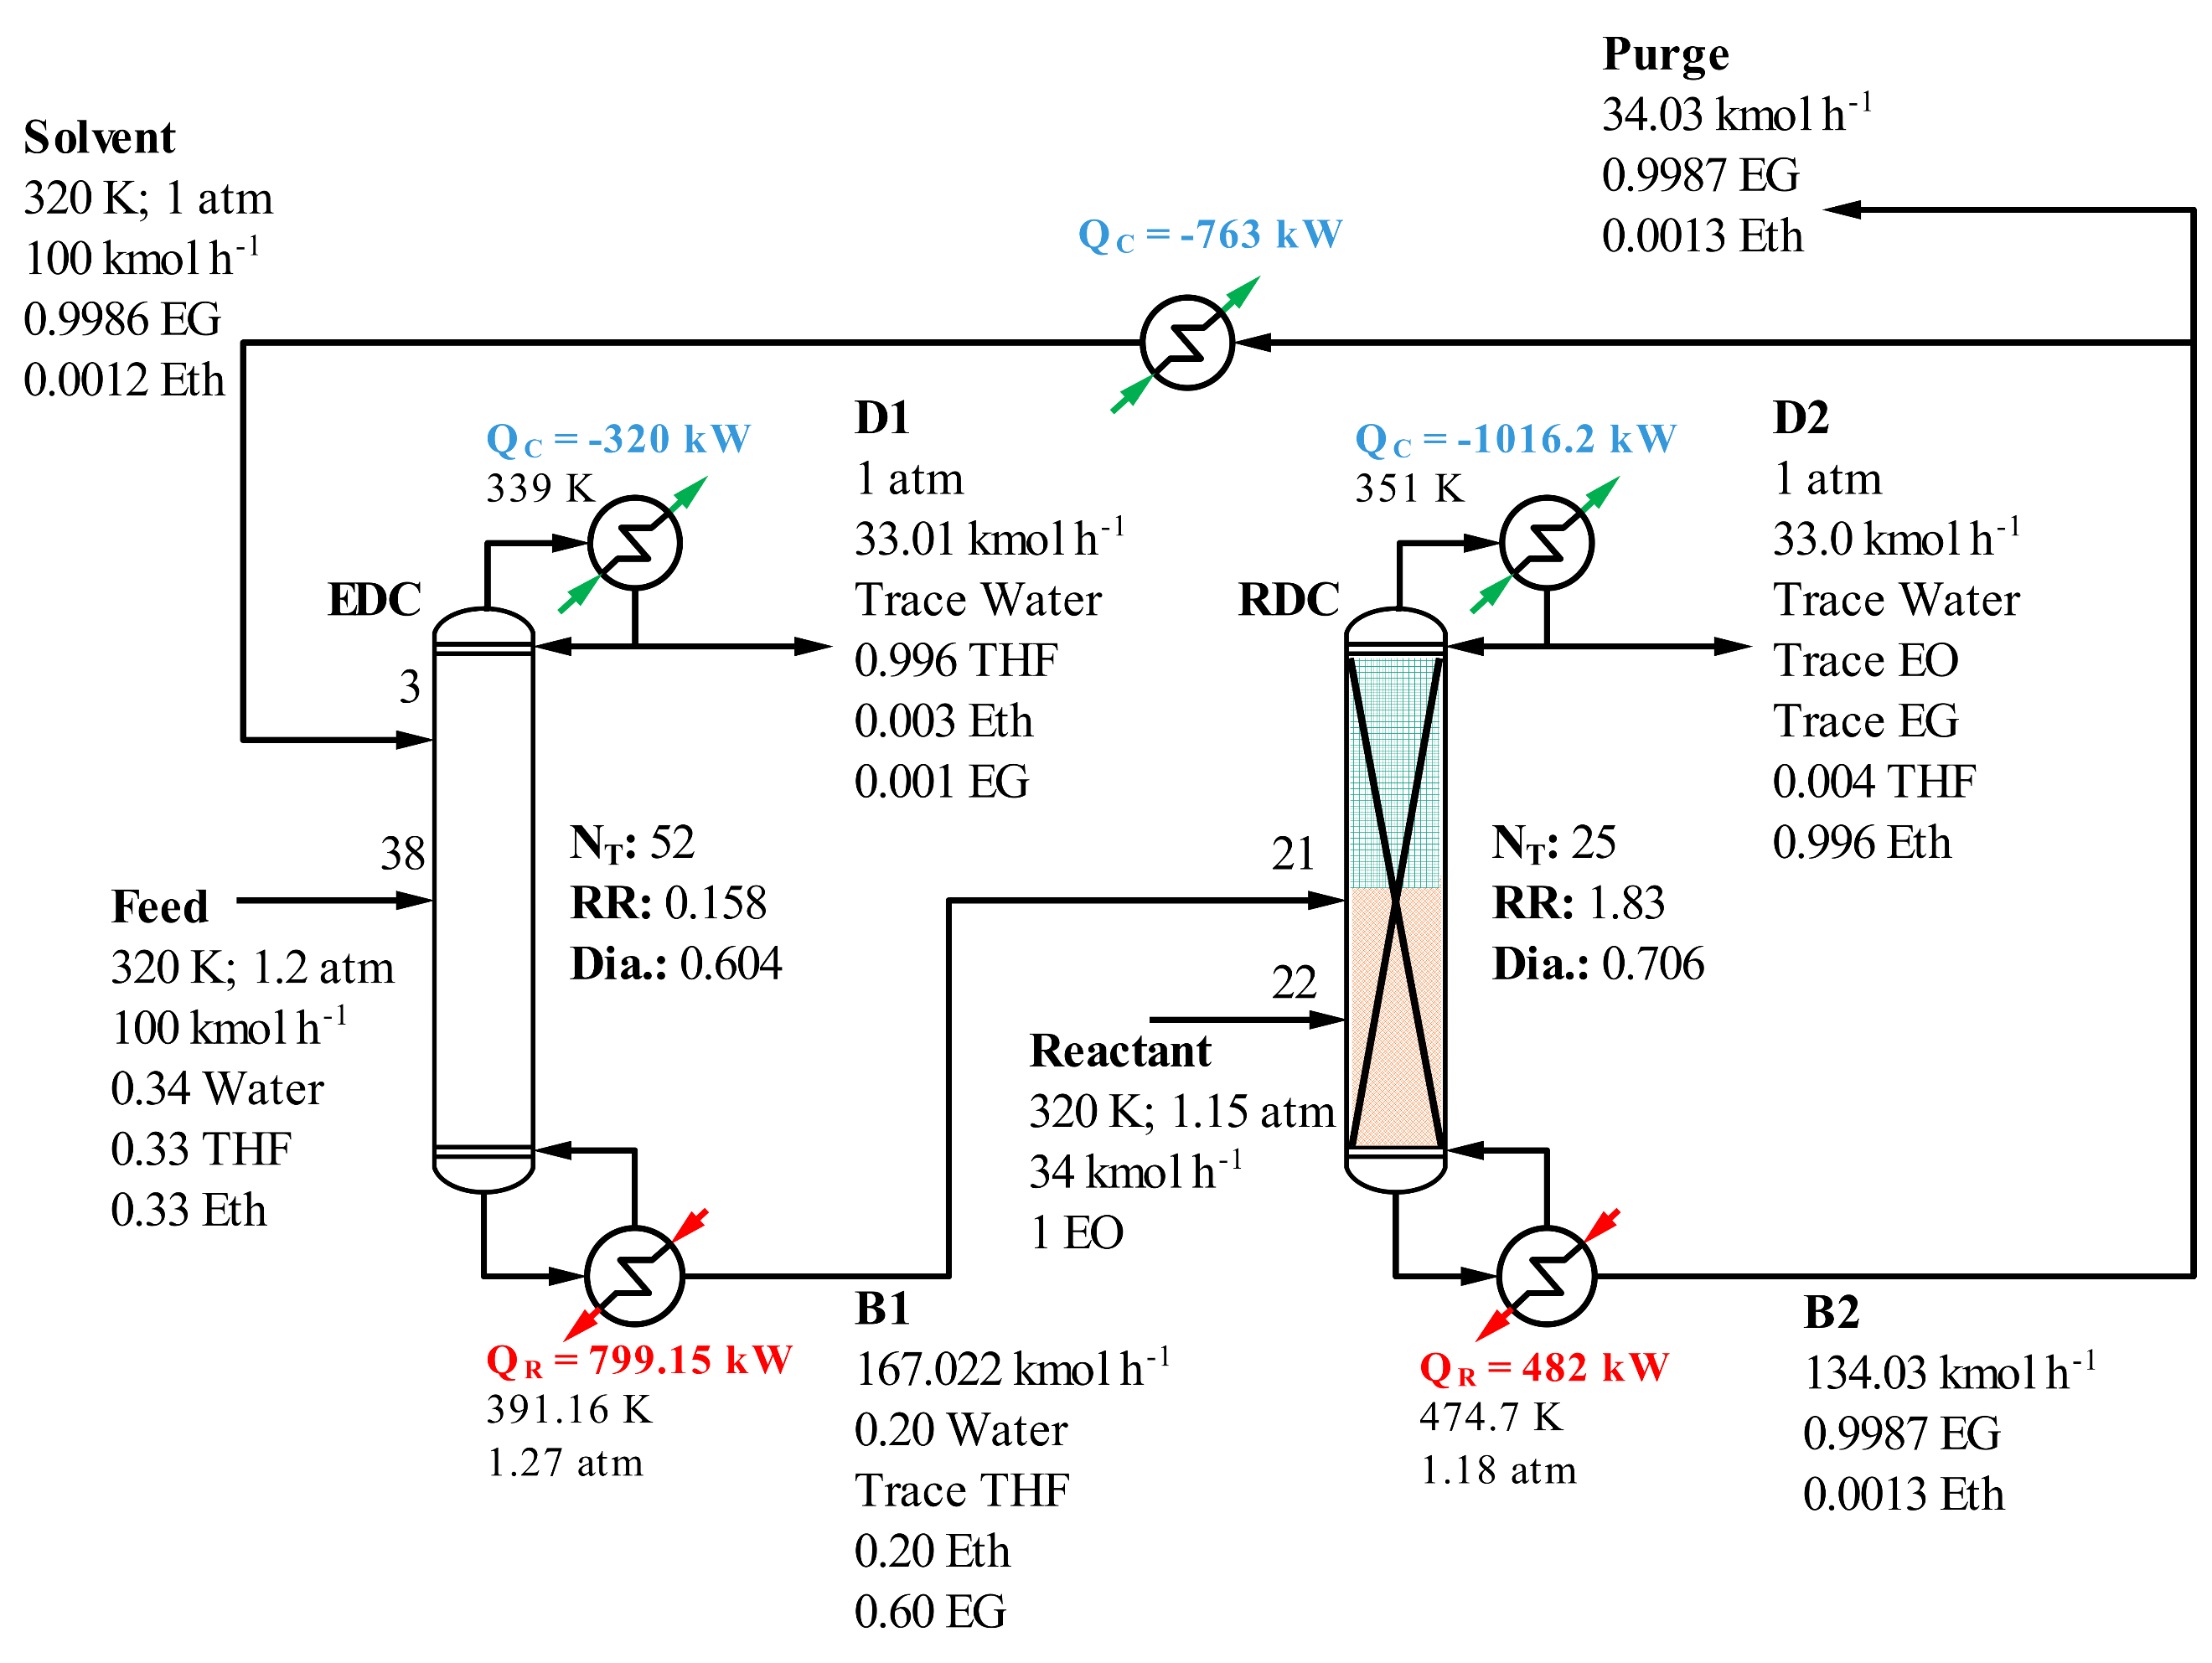 Purge
34.03 kmol h⁻¹
0.9987 EG
0.0013 Eth
Solvent
320 K; 1 atm
100 kmol h⁻¹
0.9986 EG
0.0012 Eth
Q_C = -763 kW
Q_C = -320 kW
339 K
D1
1 atm
33.01 kmol h⁻¹
Trace Water
0.996 THF
0.003 Eth
0.001 EG
Q_C = -1016.2 kW
351 K
D2
1 atm
33.0 kmol h⁻¹
Trace Water
Trace EO
Trace EG
0.004 THF
0.996 Eth
EDC
3
38
N_T: 52
RR: 0.158
Dia.: 0.604
RDC
21
22
N_T: 25
RR: 1.83
Dia.: 0.706
Feed
320 K; 1.2 atm
100 kmol h⁻¹
0.34 Water
0.33 THF
0.33 Eth
Reactant
320 K; 1.15 atm
34 kmol h⁻¹
1 EO
Q_R = 799.15 kW
391.16 K
1.27 atm
B1
167.022 kmol h⁻¹
0.20 Water
Trace THF
0.20 Eth
0.60 EG
Q_R = 482 kW
474.7 K
1.18 atm
B2
134.03 kmol h⁻¹
0.9987 EG
0.0013 Eth